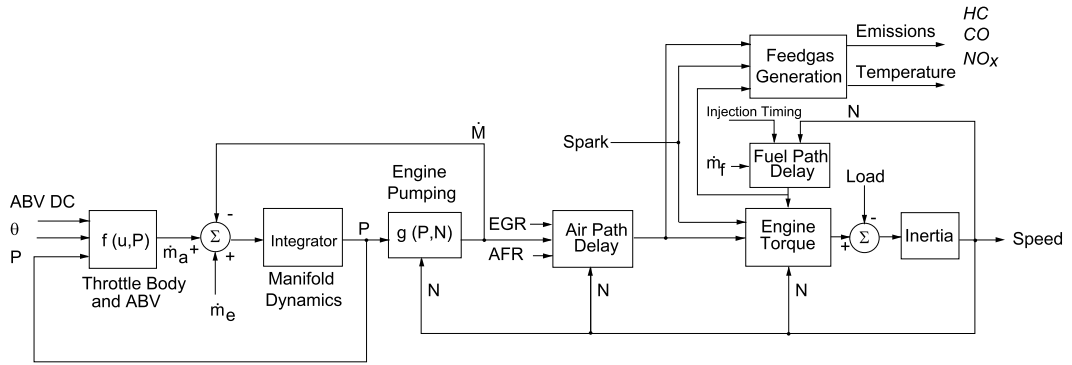 HC
CO
NOx
Emissions
Temperature
Feedgas
Generation
Injection Timing
N
Spark
ṁf
Fuel Path
Delay
Ṁ
Engine
Pumping
Load
ABV DC
θ
P
f (u,P)
ṁa
+
-
Σ
+
ṁe
Throttle Body
and ABV
Integrator
Manifold
Dynamics
P
g (P,N)
N
EGR
AFR
Air Path
Delay
N
Engine
Torque
N
+
-
Σ
Inertia
Speed